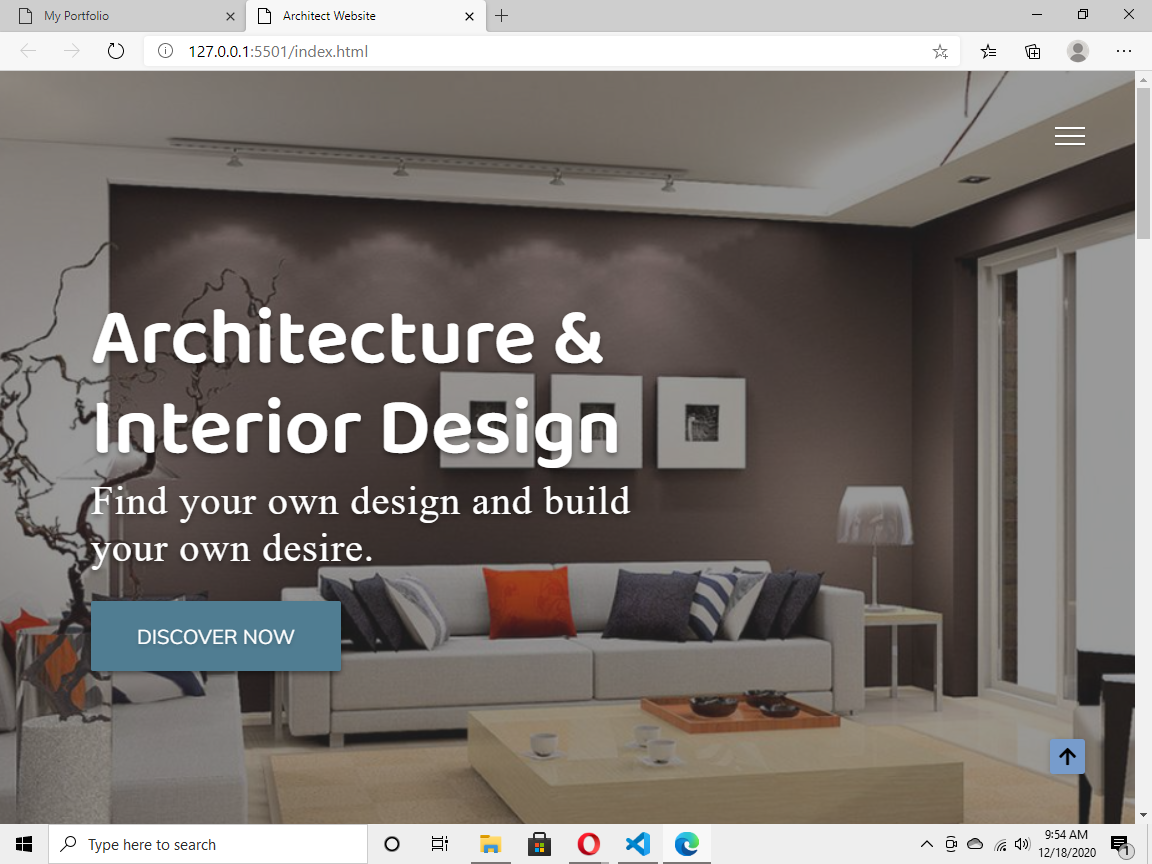 My Portfolio
Architect Website
127.0.0.1:5501/index.html
Architecture &
Interior Design
Find your own design and build
your own desire.
DISCOVER NOW
Type here to search
9:54 AM
12/18/2020
1